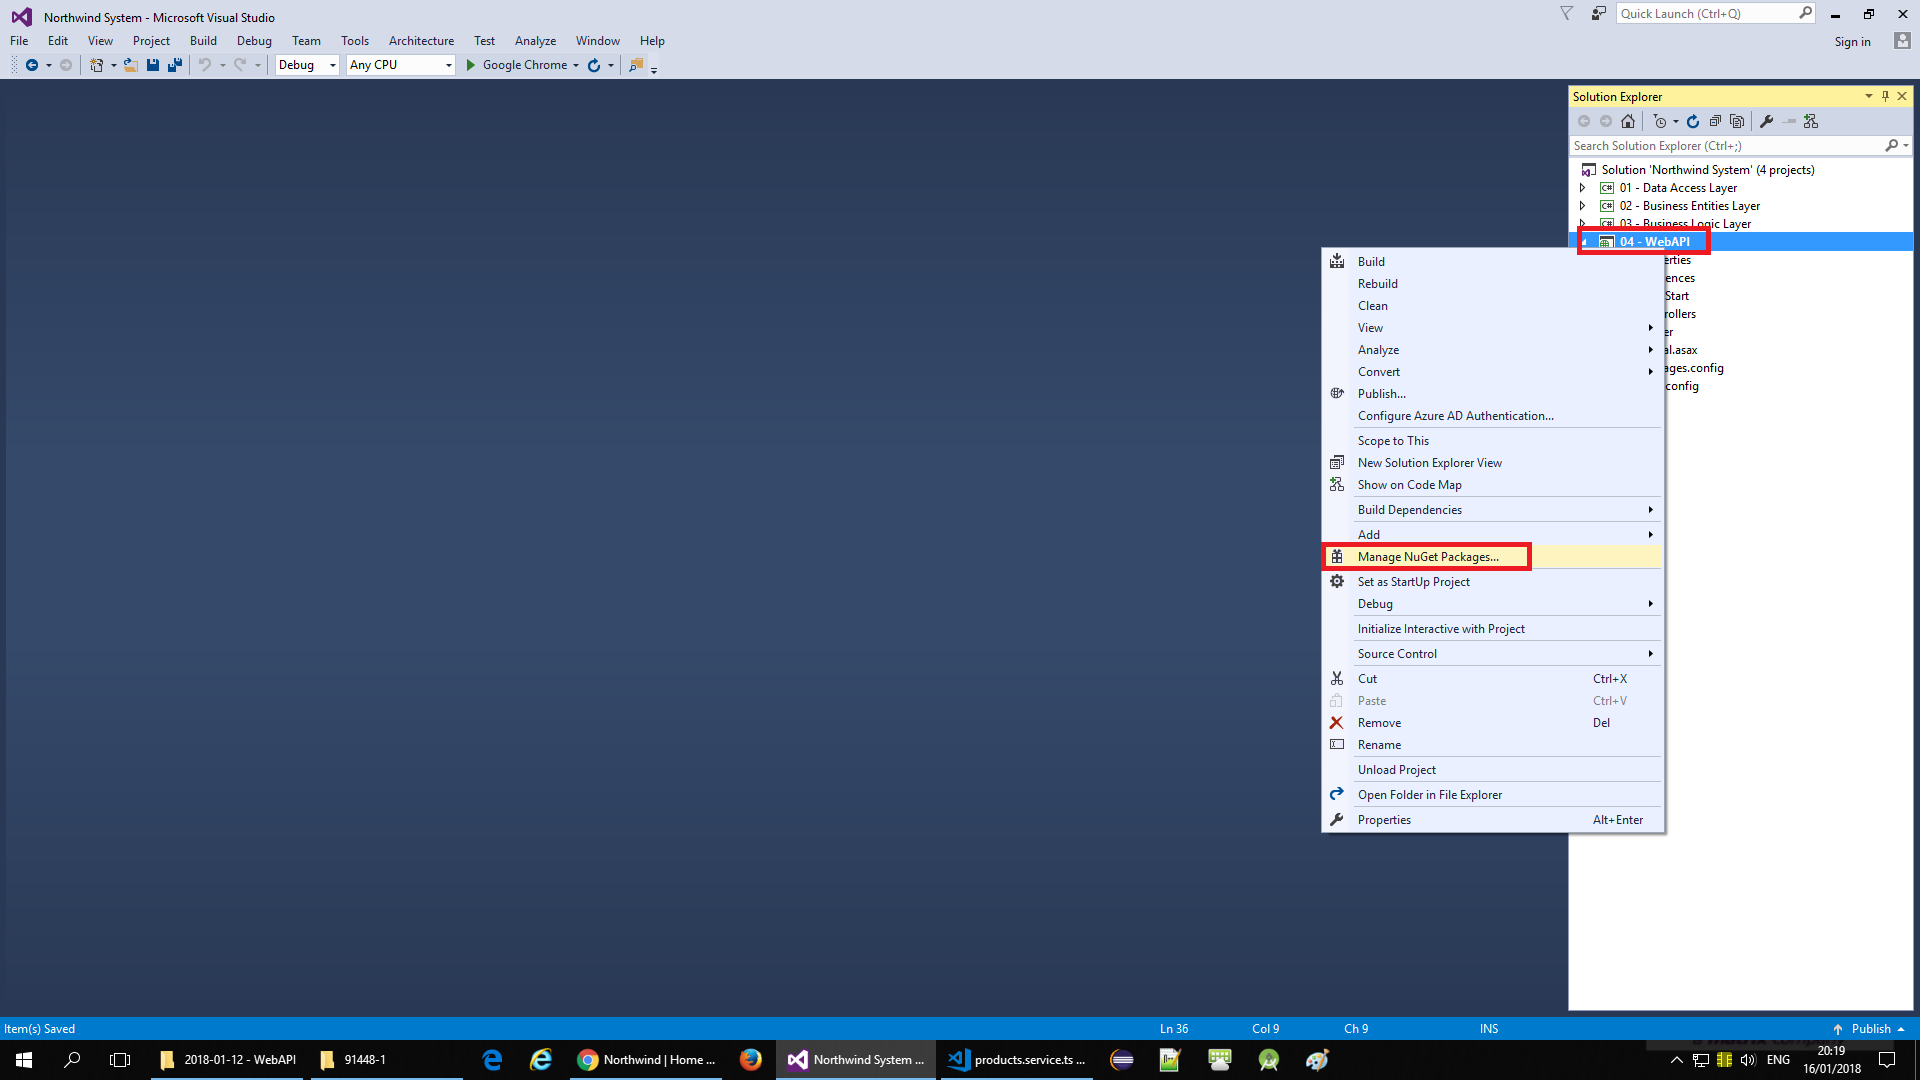 Northwind System - Microsoft Visual Studio
Quick Launch (Ctrl+Q)
File Edit View Project Build Debug Team Tools Architecture Test Analyze Window Help
Sign in
Debug Any CPU Google Chrome
Solution Explorer
Search Solution Explorer (Ctrl+;)
Solution 'Northwind System' (4 projects)
C# 01 - Data Access Layer
C# 02 - Business Entities Layer
C# 03 - Business Logic Layer
04 - WebAPI
erties
ences
Start
rollers
er
al.asax
ages.config
config
Build
Rebuild
Clean
View
Analyze
Convert
Publish...
Configure Azure AD Authentication...
Scope to This
New Solution Explorer View
Show on Code Map
Build Dependencies
Add
Manage NuGet Packages...
Set as StartUp Project
Debug
Initialize Interactive with Project
Source Control
Cut Ctrl+X
Paste Ctrl+V
Remove Del
Rename
Unload Project
Open Folder in File Explorer
Properties Alt+Enter
Item(s) Saved Ln 36 Col 9 Ch 9 INS Publish
2018-01-12 - WebAPI 91448-1 Northwind | Home ... Northwind System ... products.service.ts ... ENG
20:19
16/01/2018